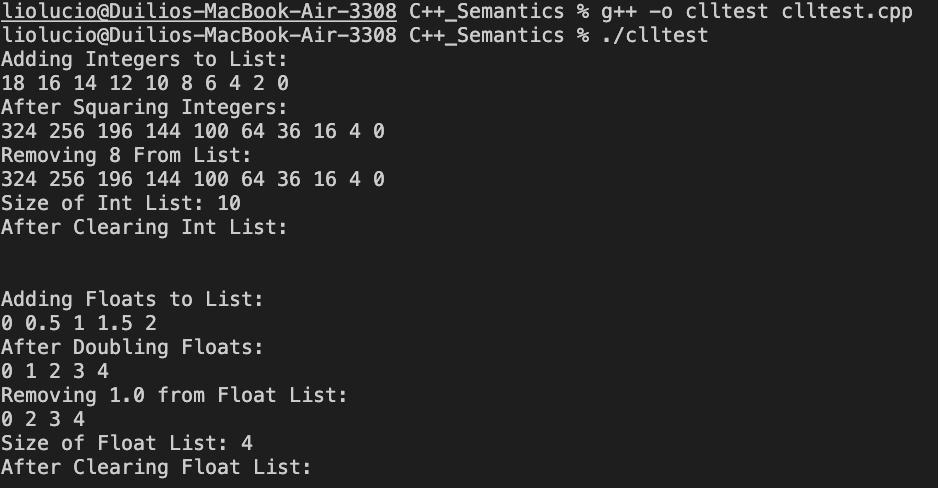 liolucio@Duilios-MacBook-Air-3308 C++_Semantics % g++ -o clltest clltest.cpp
liolucio@Duilios-MacBook-Air-3308 C++_Semantics % ./clltest
Adding Integers to List:
18 16 14 12 10 8 6 4 2 0
After Squaring Integers:
324 256 196 144 100 64 36 16 4 0
Removing 8 From List:
324 256 196 144 100 64 36 16 4 0
Size of Int List: 10
After Clearing Int List:
Adding Floats to List:
0 0.5 1 1.5 2
After Doubling Floats:
0 1 2 3 4
Removing 1.0 from Float List:
0 2 3 4
Size of Float List: 4
After Clearing Float List: